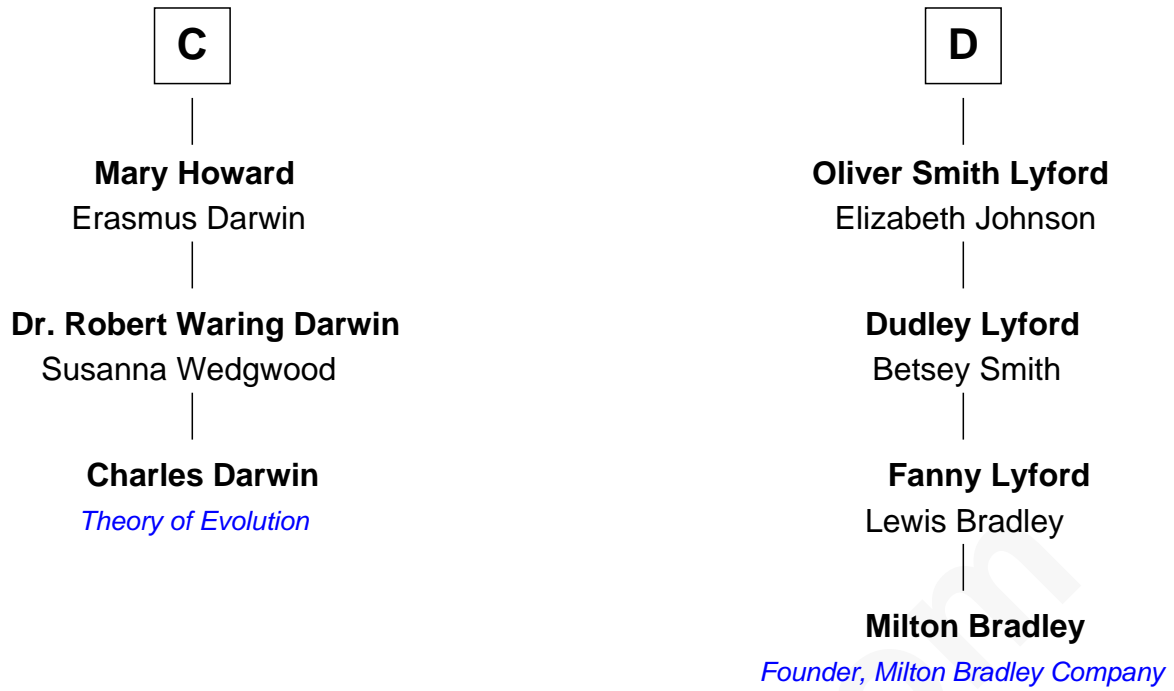 C
Mary Howard
Erasmus Darwin
Dr. Robert Waring Darwin
Susanna Wedgwood
Charles Darwin
Theory of Evolution
D
Oliver Smith Lyford
Elizabeth Johnson
Dudley Lyford
Betsey Smith
Fanny Lyford
Lewis Bradley
Milton Bradley
Founder, Milton Bradley Company